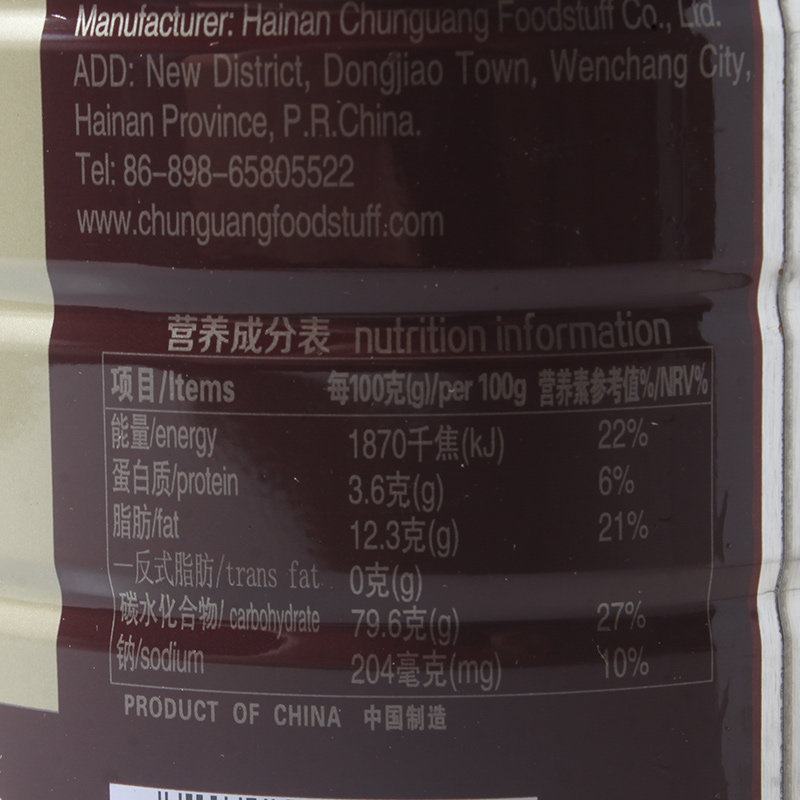 Manufacturer: Hainan Chunguang Foodstuff Co., Ltd.
ADD: New District, Dongjiao Town, Wenchang City,
Hainan Province, P.R.China.
Tel: 86-898-65805522
www.chunguangfoodstuff.com
营养成分表 nutrition information
项目/Items 每100克(g)/per 100g 营养素参考值%/NRV%
能量/energy 1870千焦(kJ) 22%
蛋白质/protein 3.6克(g) 6%
脂肪/fat 12.3克(g) 21%
—反式脂肪/trans fat 0克(g)
碳水化合物/ carbohydrate 79.6克(g) 27%
钠/sodium 204毫克(mg) 10%
PRODUCT OF CHINA 中国制造